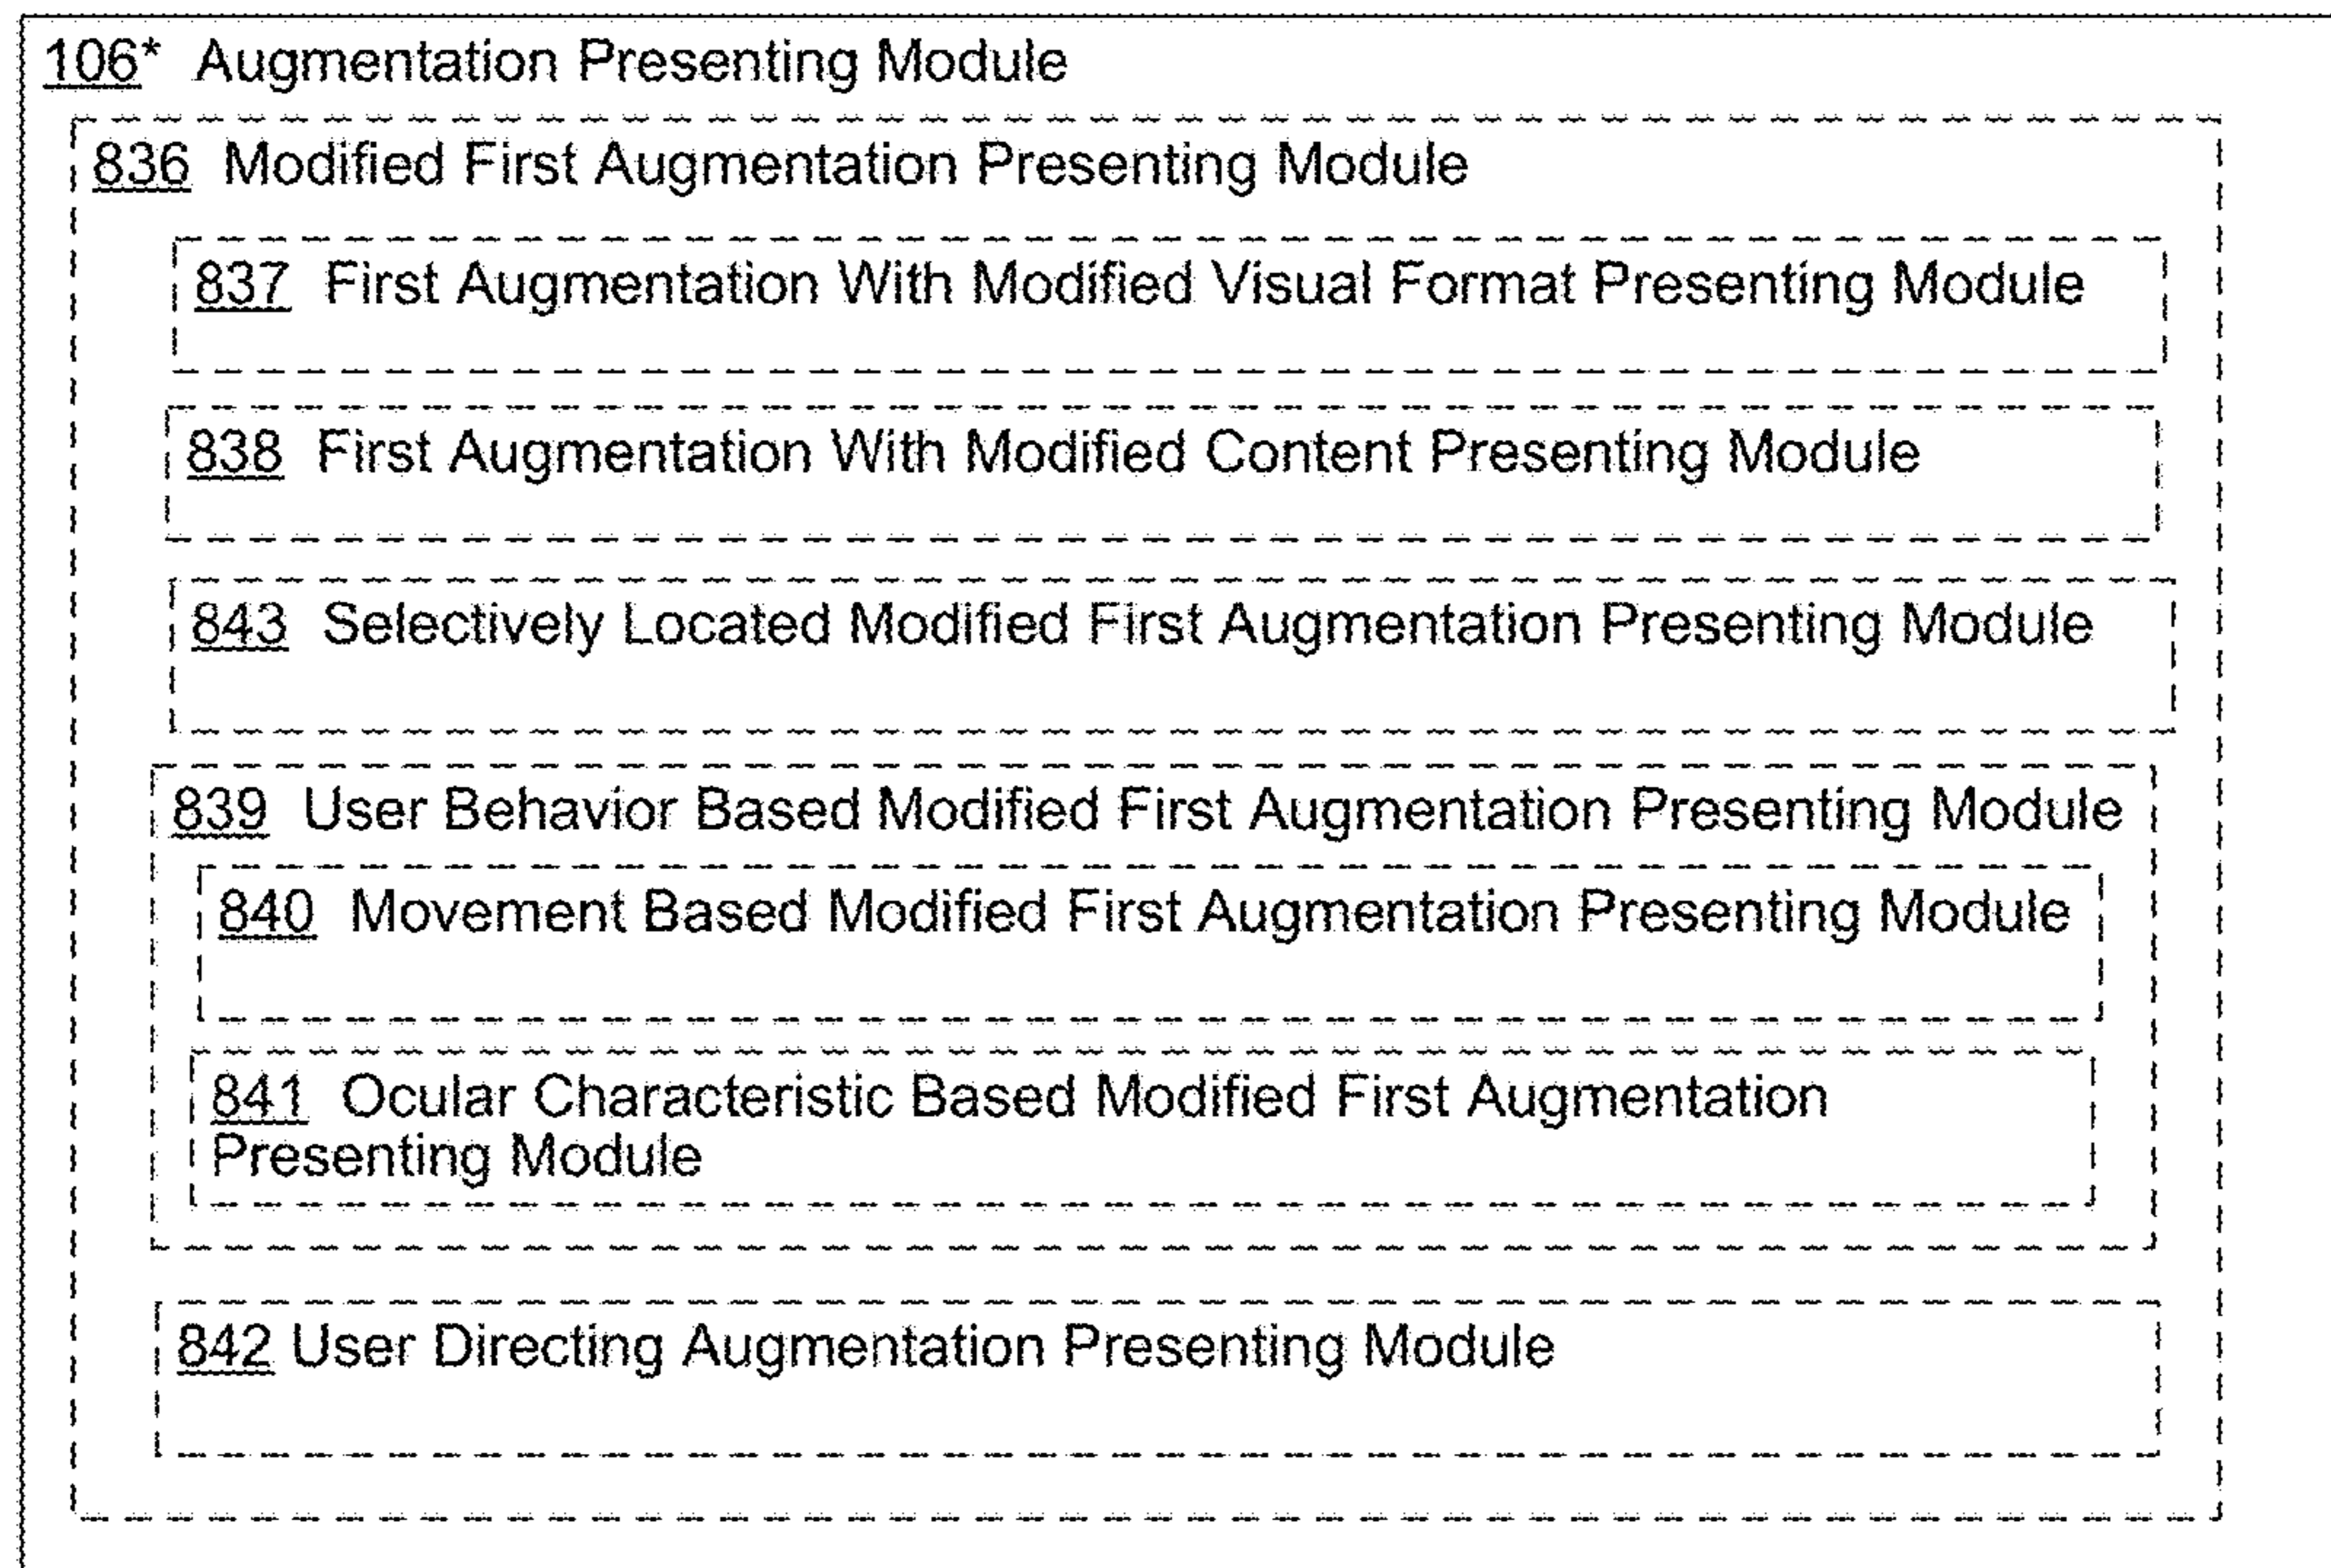 106* Augmentation Presenting Module
836 Modified First Augmentation Presenting Module
837 First Augmentation With Modified Visual Format Presenting Module
838 First Augmentation With Modified Content Presenting Module
843 Selectively Located Modified First Augmentation Presenting Module
839 User Behavior Based Modified First Augmentation Presenting Module
840 Movement Based Modified First Augmentation Presenting Module
841 Ocular Characteristic Based Modified First Augmentation
Presenting Module
842 User Directing Augmentation Presenting Module